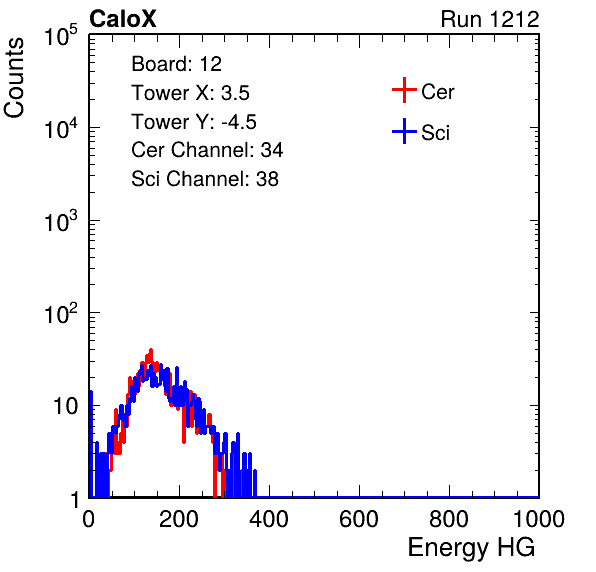 CaloX Run 1212
Counts
Board: 12
Tower X: 3.5
Tower Y: -4.5
Cer Channel: 34
Sci Channel: 38
Cer
Sci
10^5
10^4
10^3
10^2
10
1
0 200 400 600 800 1000
Energy HG